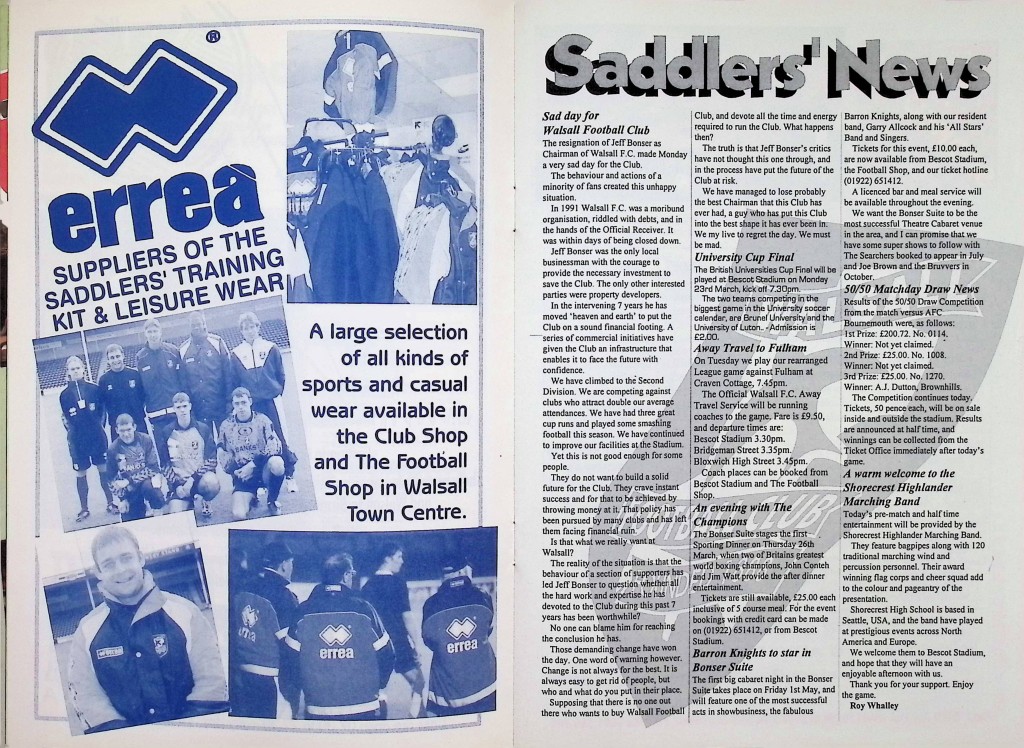 ®
errea
SUPPLIERS OF THE
SADDLERS' TRAINING
KIT & LEISURE WEAR
A large selection
of all kinds of
sports and casual
wear available in
the Club Shop
and The Football
Shop in Walsall
Town Centre.
errea
errea
Saddlers' News
Sad day for
Walsall Football Club
The resignation of Jeff Bonser as
Chairman of Walsall F.C. made Monday
a very sad day for the Club.
The behaviour and actions of a
minority of fans created this unhappy
situation.
In 1991 Walsall F.C. was a moribund
organisation, riddled with debts, and in
the hands of the Official Receiver. It
was within days of being closed down.
Jeff Bonser was the only local
businessman with the courage to
provide the necessary investment to
save the Club. The only other interested
parties were property developers.
In the intervening 7 years he has
moved 'heaven and earth' to put the
Club on a sound financial footing. A
series of commercial initiatives have
given the Club an infrastructure that
enables it to face the future with
confidence.
We have climbed to the Second
Division. We are competing against
clubs who attract double our average
attendances. We have had three great
cup runs and played some smashing
football this season. We have continued
to improve our facilities at the Stadium.
Yet this is not good enough for some
people.
They do not want to build a solid
future for the Club. They crave instant
success and for that to be achieved by
throwing money at it. That policy has
been pursued by many clubs and has left
them facing financial ruin.
Is that what we really want at
Walsall?
The reality of the situation is that the
behaviour of a section of supporters has
led Jeff Bonser to question whether all
the hard work and expertise he has
devoted to the Club during this past 7
years has been worthwhile?
No one can blame him for reaching
the conclusion he has.
Those demanding change have won
the day. One word of warning however.
Change is not always for the best. It is
always easy to get rid of people, but
who and what do you put in their place.
Supposing that there is no one out
there who wants to buy Walsall Football
Club, and devote all the time and energy
required to run the Club. What happens
then?
The truth is that Jeff Bonser's critics
have not thought this one through, and
in the process have put the future of the
Club at risk.
We have managed to lose probably
the best Chairman that this Club has
ever had, a guy who has put this Club
into the best shape it has ever been in.
We my live to regret the day. We must
be mad.
University Cup Final
The British Universities Cup Final will be
played at Bescot Stadium on Monday
23rd March, kick off 7.30pm.
The two teams competing in the
biggest game in the University soccer
calendar, are Brunel University and the
University of Luton. Admission is
£2.00.
Away Travel to Fulham
On Tuesday we play our rearranged
League game against Fulham at
Craven Cottage, 7.45pm.
The Official Walsall F.C. Away
Travel Service will be running
coaches to the game. Fare is £9.50,
and departure times are:
Bescot Stadium 3.30pm.
Bridgeman Street 3.35pm.
Bloxwich High Street 3.45pm.
Coach places can be booked from
Bescot Stadium and The Football
Shop.
An evening with The
Champions
The Bonser Suite stages the first
Sporting Dinner on Thursday 26th
March, when two of Britains greatest
world boxing champions, John Conteh
and Jim Watt provide the after dinner
entertainment.
Tickets are still available, £25.00 each
inclusive of 5 course meal. For the event
bookings with credit card can be made
on (01922) 651412, or from Bescot
Stadium.
Barron Knights to star in
Bonser Suite
The first big cabaret night in the Bonser
Suite takes place on Friday 1st May, and
will feature one of the most successful
acts in showbusiness, the fabulous
Barron Knights, along with our resident
band, Garry Allcock and his 'All Stars'
Band and Singers.
Tickets for this event, £10.00 each,
are now available from Bescot Stadium,
the Football Shop, and our ticket hotline
(01922) 651412.
A licenced bar and meal service will
be available throughout the evening.
We want the Bonser Suite to be the
most successful Theatre Cabaret venue
in the area, and I can promise that we
have some super shows to follow with
The Searchers booked to appear in July
and Joe Brown and the Bruvvers in
October.
50/50 Matchday Draw News
Results of the 50/50 Draw Competition
from the match versus AFC
Bournemouth were, as follows:
1st Prize: £200.72. No. 0114.
Winner: Not yet claimed.
2nd Prize: £25.00. No. 1008.
Winner: Not yet claimed.
3rd Prize: £25.00. No. 1270.
Winner: A.J. Dutton, Brownhills.
The Competition continues today.
Tickets, 50 pence each, will be on sale
inside and outside the stadium. Results
are announced at half time, and
winnings can be collected from the
Ticket Office immediately after today's
game.
A warm welcome to the
Shorecrest Highlander
Marching Band
Today's pre-match and half time
entertainment will be provided by the
Shorecrest Highlander Marching Band.
They feature bagpipes along with 120
traditional marching wind and
percussion personnel. Their award
winning flag corps and cheer squad add
to the colour and pageantry of the
presentation.
Shorecrest High School is based in
Seattle, USA, and the band have played
at prestigious events across North
America and Europe.
We welcome them to Bescot Stadium,
and hope that they will have an
enjoyable afternoon with us.
Thank you for your support. Enjoy
the game.
Roy Whalley